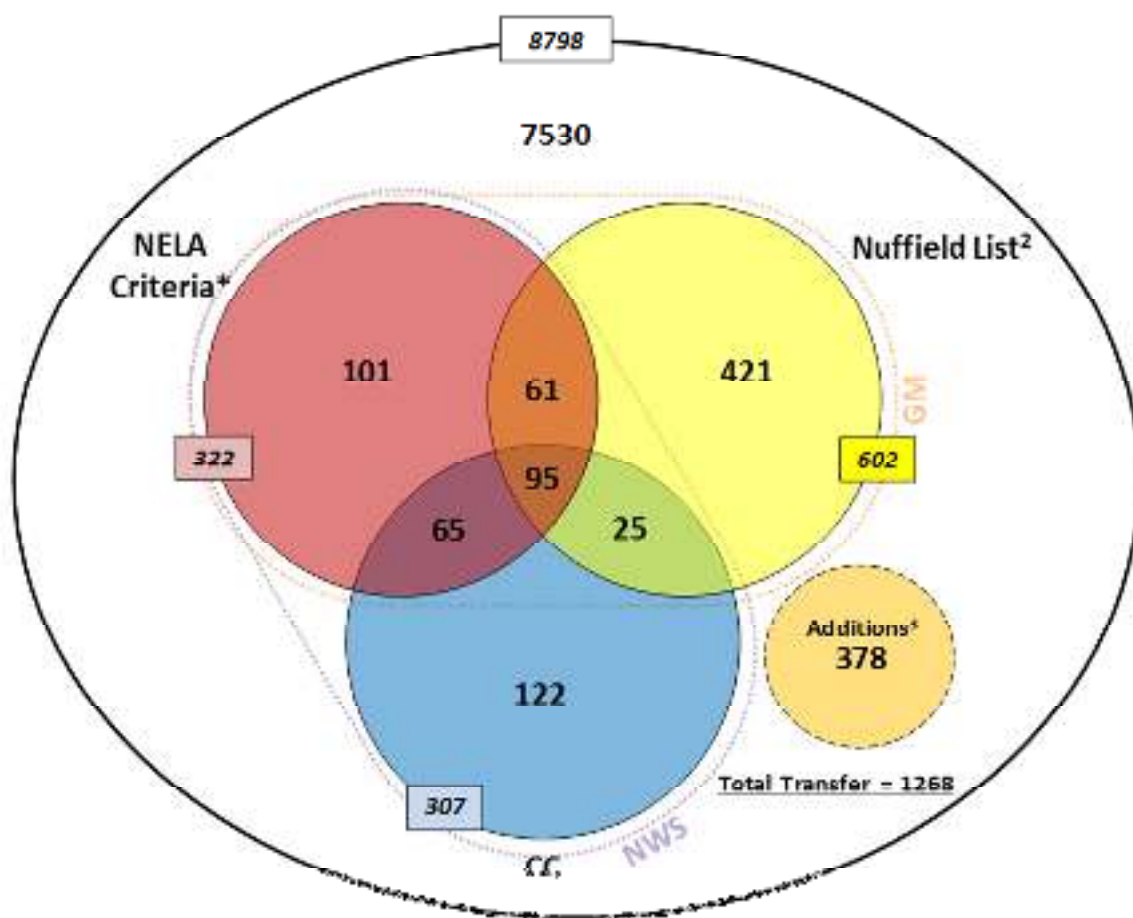 8798
7530
NELA
Criteria*
Nuffield List²
101
61
421
GM
322
95
602
65
25
Additions⁺
378
122
Total Transfer – 1268
307
NWS